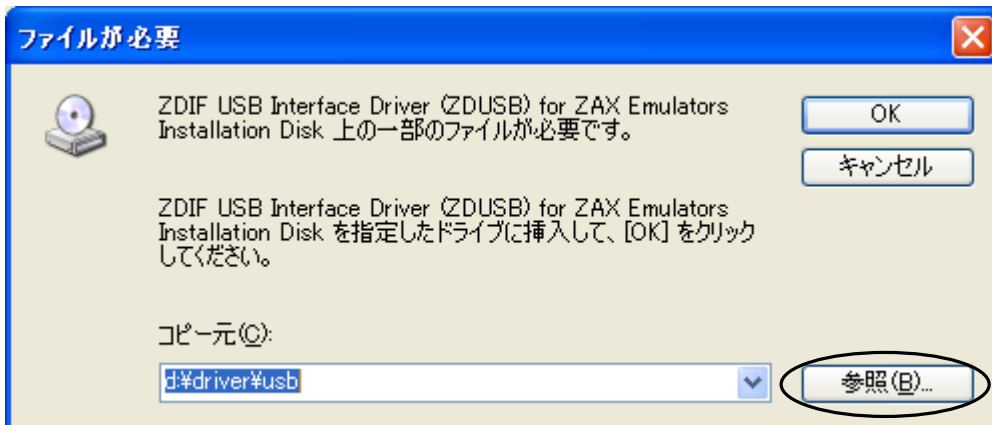 ファイルが必要
ZDIF USB Interface Driver (ZDUSB) for ZAX Emulators
Installation Disk 上の一部のファイルが必要です。
OK
キャンセル
ZDIF USB Interface Driver (ZDUSB) for ZAX Emulators
Installation Disk を指定したドライブに挿入して、[OK] をクリック
してください。
コピー元(C):
d:¥driver¥usb
参照(B)...